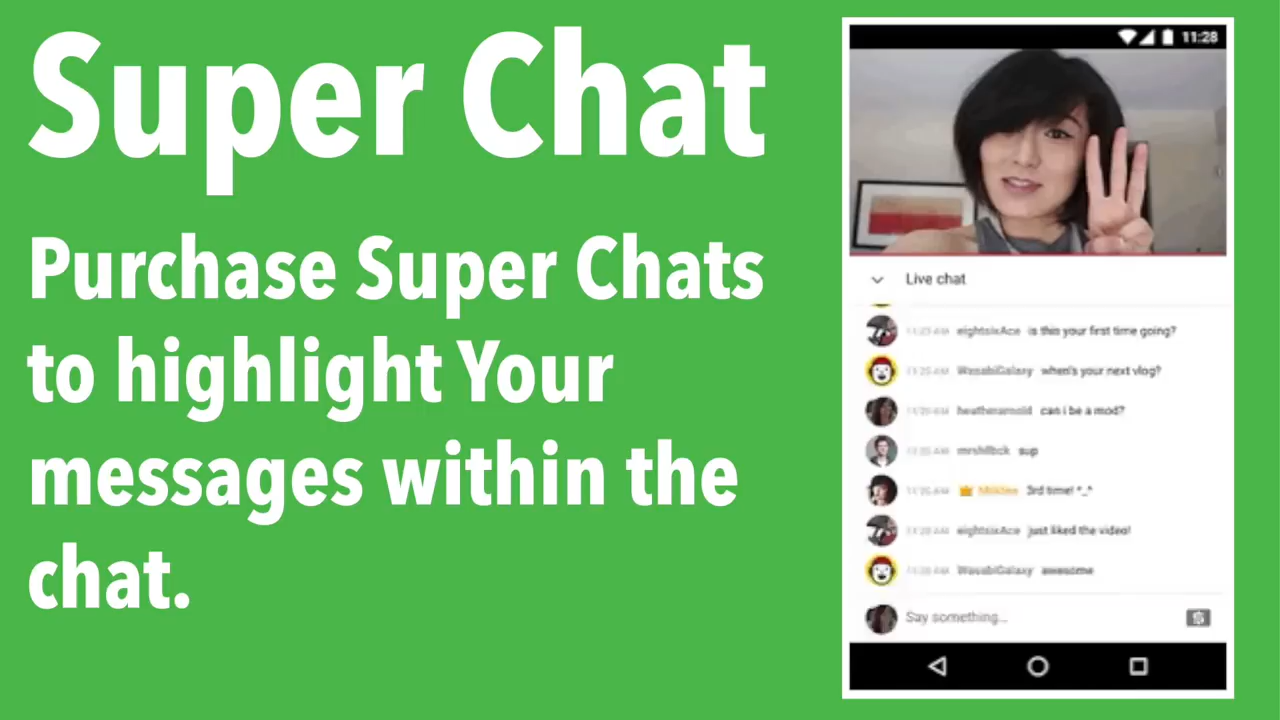 Super Chat
Purchase Super Chats
to highlight Your
messages within the
chat.
11:28
Live chat
eightsixAce is this your first time going?
WasabiGalaxy when's your next vlog?
heatherarnold can i be a mod?
sup
3rd time! ^_^
eightsixAce just liked the video!
WasabiGalaxy awesome
Say something...